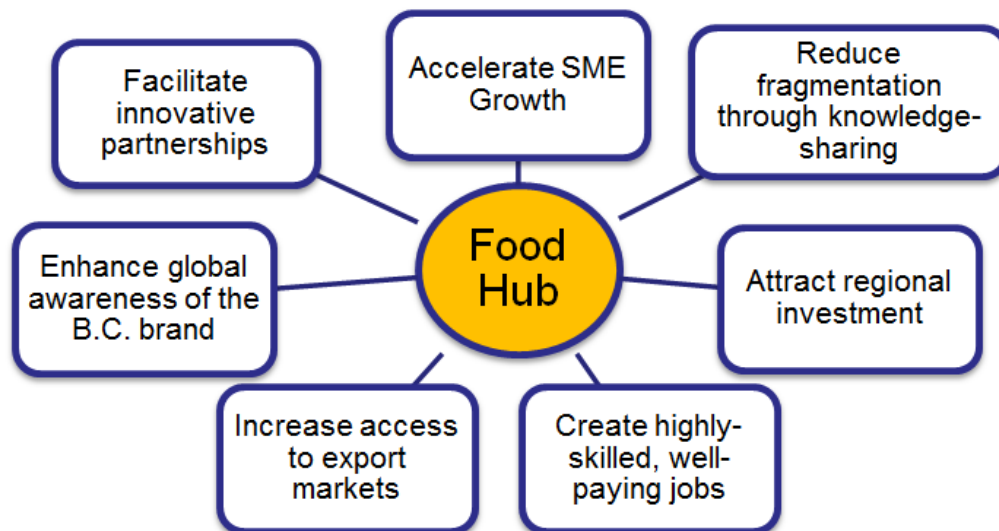 Facilitate
innovative
partnerships
Accelerate SME
Growth
Reduce
fragmentation
through knowledge-
sharing
Enhance global
awareness of the
B.C. brand
Food
Hub
Attract regional
investment
Increase access
to export
markets
Create highly-
skilled, well-
paying jobs